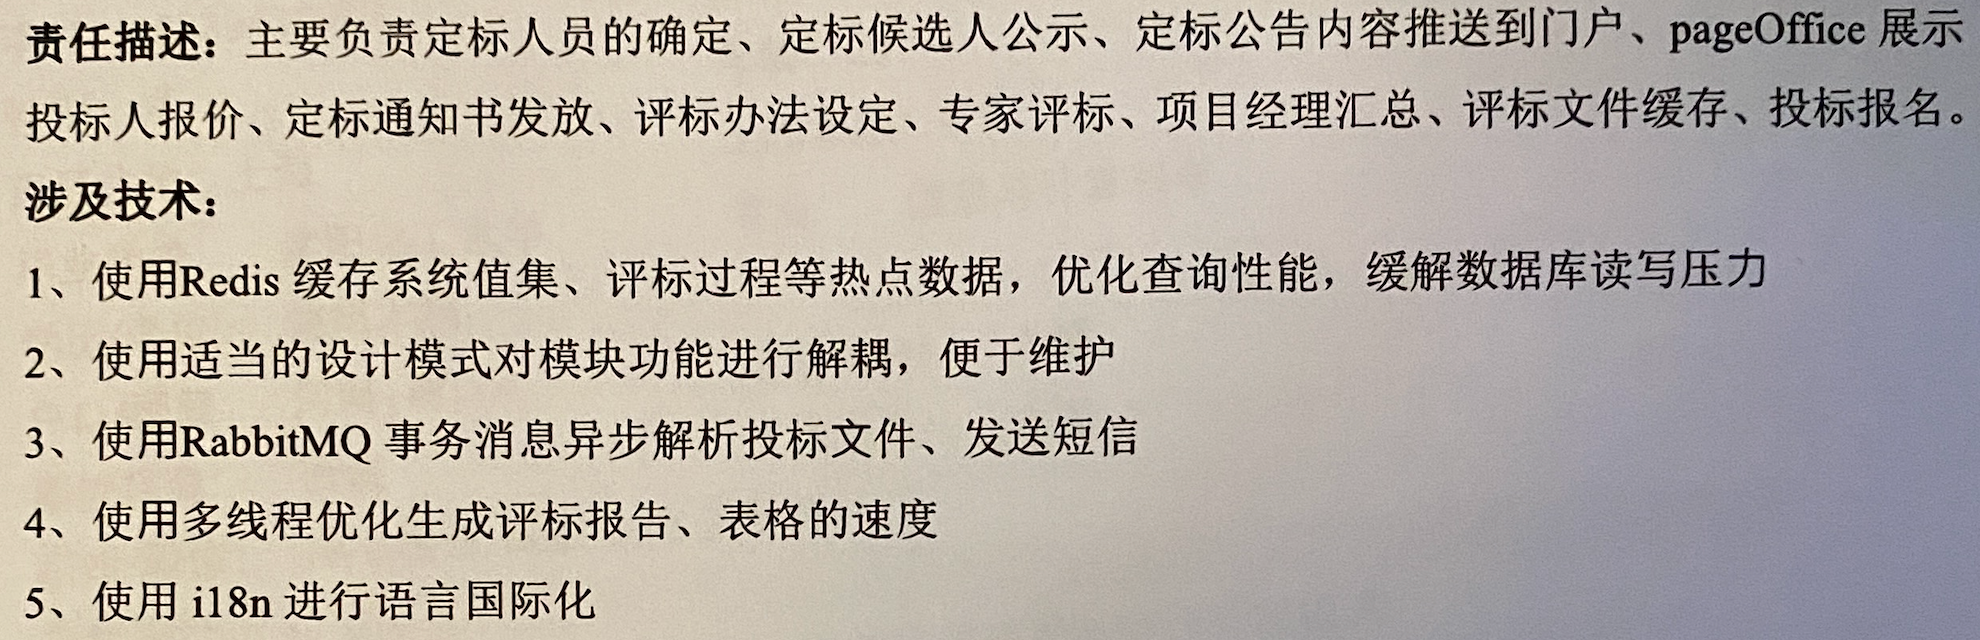 责任描述：主要负责定标人员的确定、定标候选人公示、定标公告内容推送到门户、pageOffice 展示
投标人报价、定标通知书发放、评标办法设定、专家评标、项目经理汇总、评标文件缓存、投标报名。
涉及技术：
1、使用Redis 缓存系统值集、评标过程等热点数据，优化查询性能，缓解数据库读写压力
2、使用适当的设计模式对模块功能进行解耦，便于维护
3、使用RabbitMQ 事务消息异步解析投标文件、发送短信
4、使用多线程优化生成评标报告、表格的速度
5、使用 i18n 进行语言国际化